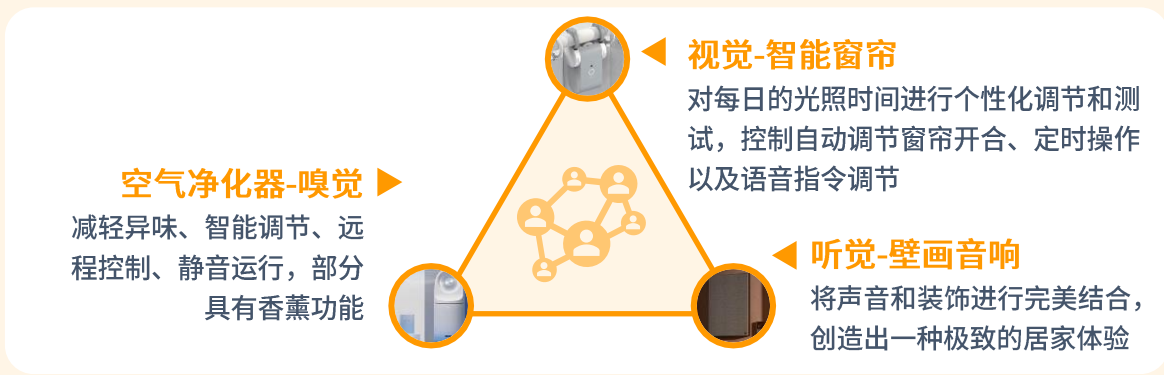 视觉-智能窗帘
对每日的光照时间进行个性化调节和测
试，控制自动调节窗帘开合、定时操作
以及语音指令调节
空气净化器-嗅觉
减轻异味、智能调节、远
程控制、静音运行，部分
具有香薰功能
听觉-壁画音响
将声音和装饰进行完美结合，
创造出一种极致的居家体验